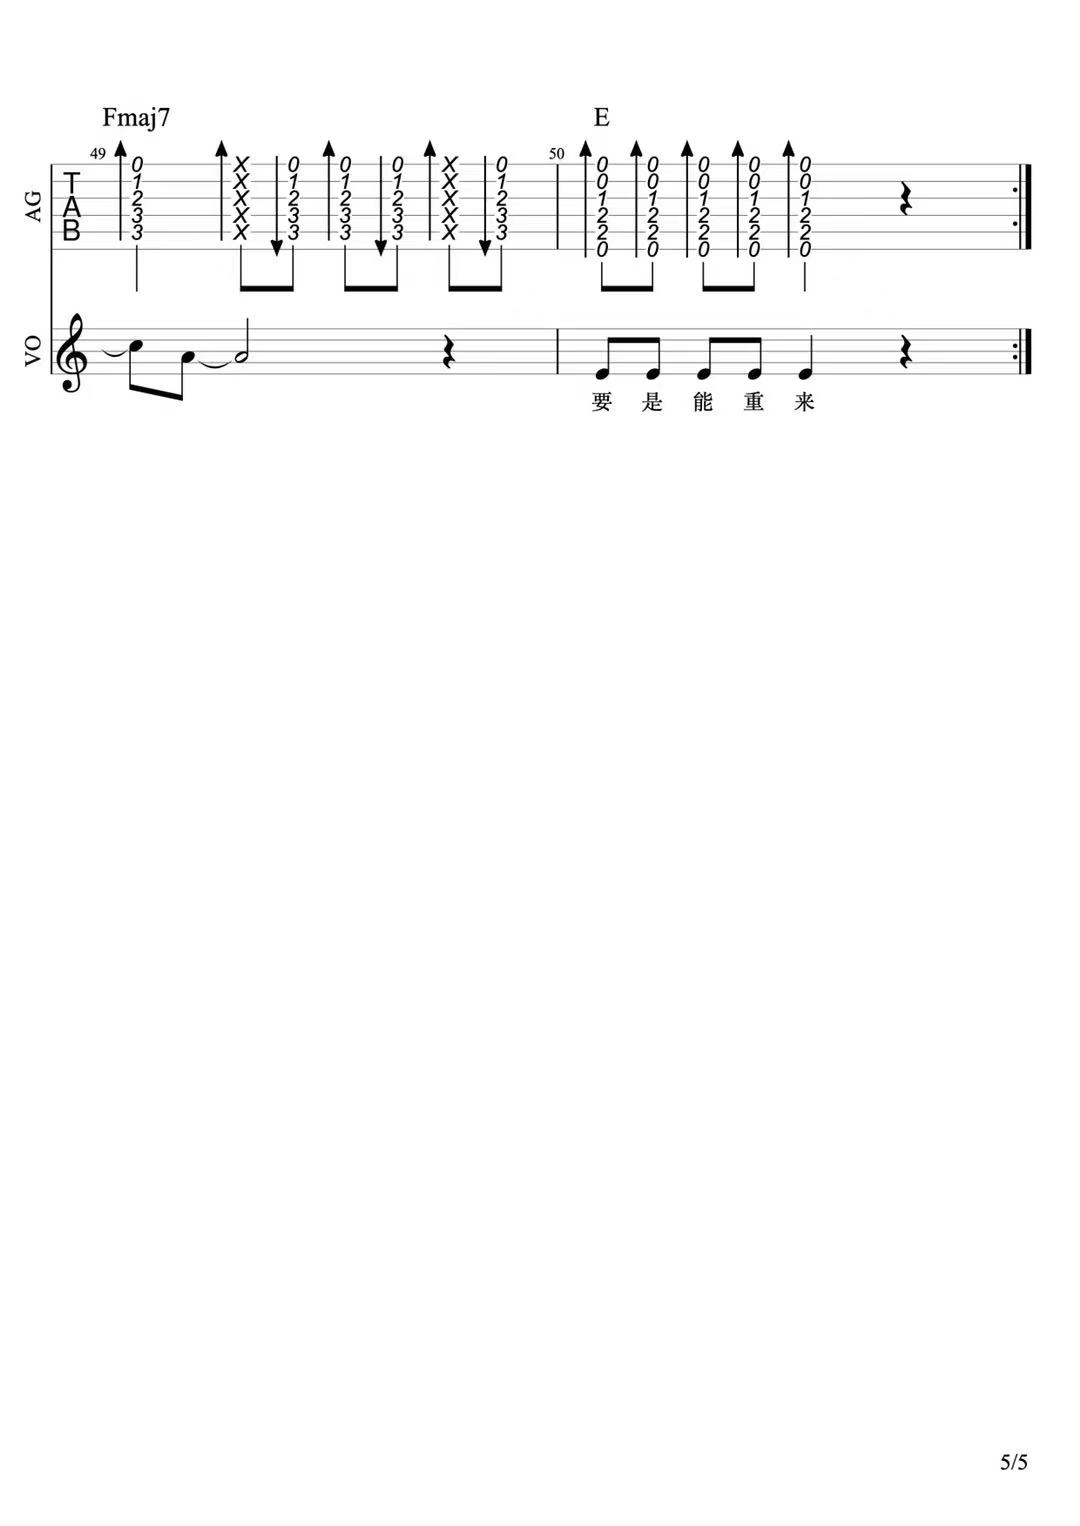 Fmaj7 E
49 50
AG
T 0 X 0 0 0 X 0 0 0 0 0 0
1 X 1 1 1 X 1 0 0 0 0 0
A 2 X 2 2 2 X 2 1 1 1 1 1
3 X 3 3 3 X 3 2 2 2 2 2
B 3 X 3 3 3 X 3 2 2 2 2 2
0 0 0 0 0
VO
要 是 能 重 来
5/5